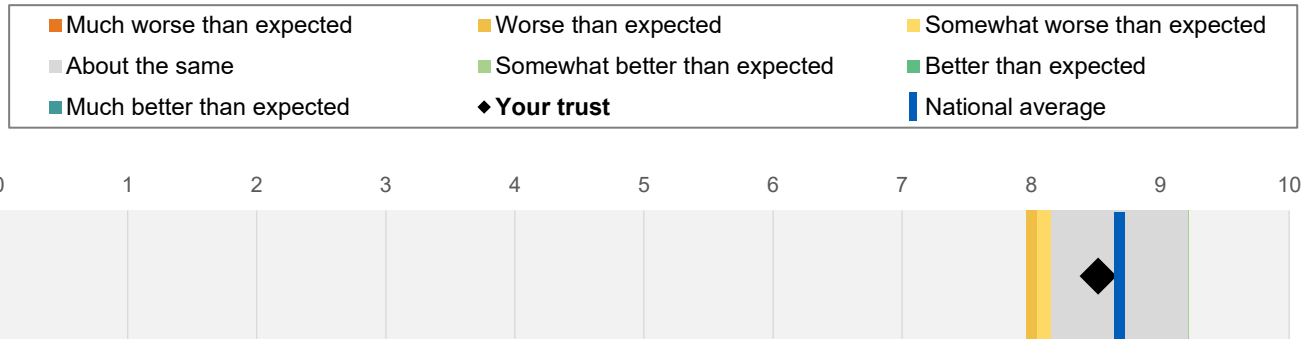 Much worse than expected Worse than expected Somewhat worse than expected
About the same Somewhat better than expected Better than expected
Much better than expected Your trust National average
0 1 2 3 4 5 6 7 8 9 10